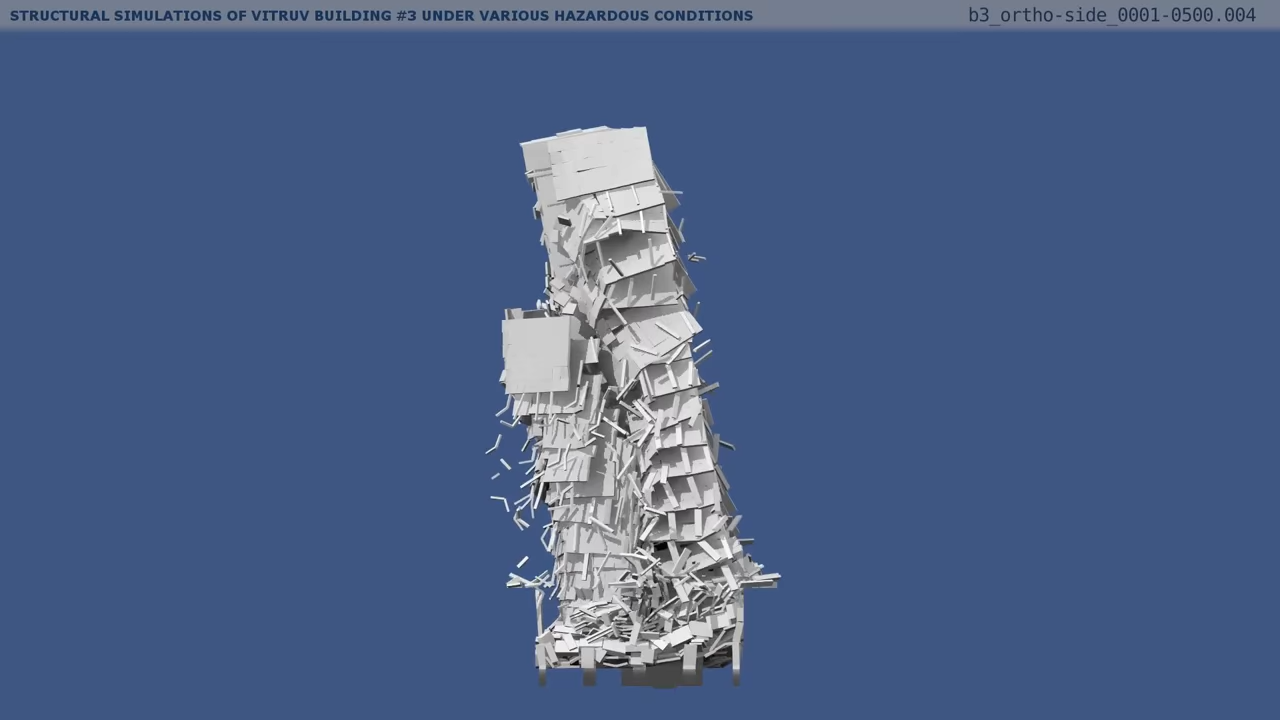 STRUCTURAL SIMULATIONS OF VITRUV BUILDING #3 UNDER VARIOUS HAZARDOUS CONDITIONS
b3_ortho-side_0001-0500.004